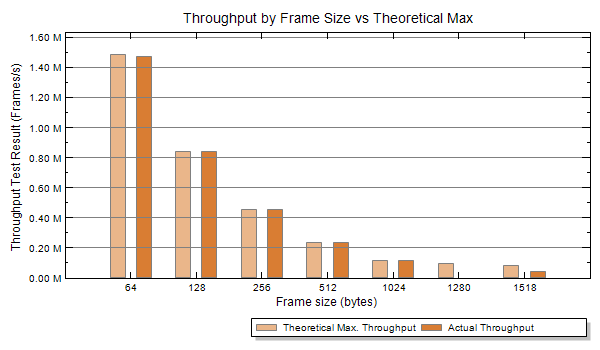 Throughput by Frame Size vs Theoretical Max
Throughput Test Result (Frames/s)
1.60 M
1.40 M
1.20 M
1.00 M
0.80 M
0.60 M
0.40 M
0.20 M
0.00 M
64 128 256 512 1024 1280 1518
Frame size (bytes)
Theoretical Max. Throughput Actual Throughput